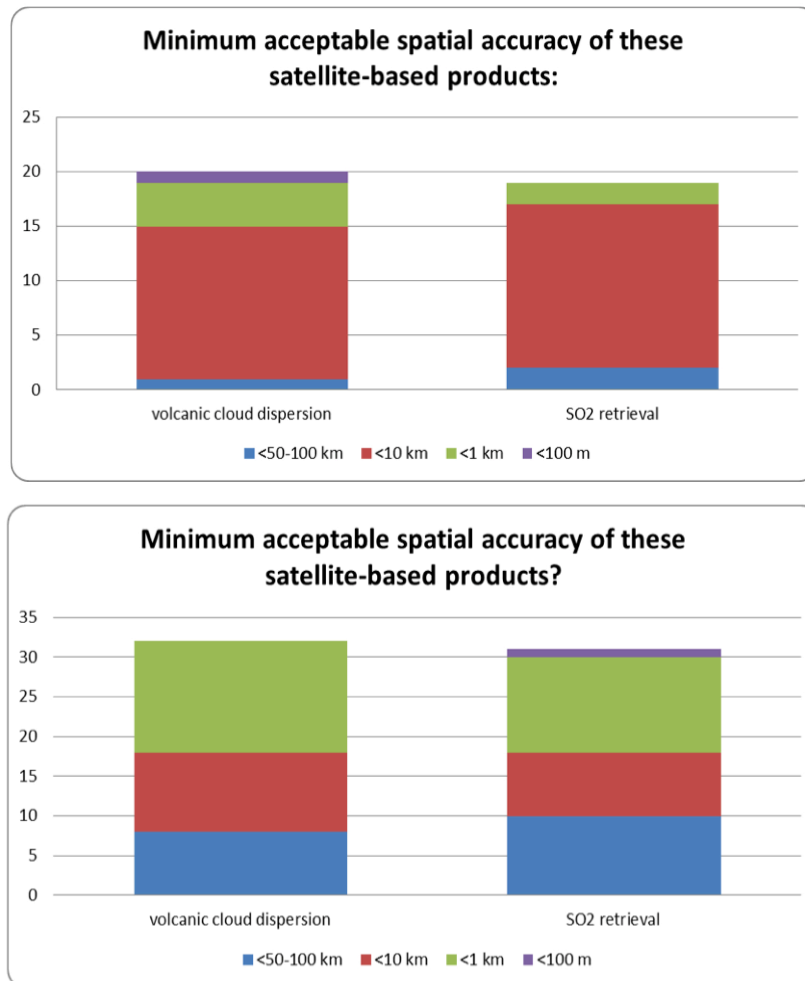 Minimum acceptable spatial accuracy of these
satellite-based products:
25
20
15
10
5
0
volcanic cloud dispersion
SO2 retrieval
<50-100 km <10 km <1 km <100 m
Minimum acceptable spatial accuracy of these
satellite-based products?
35
30
25
20
15
10
5
0
volcanic cloud dispersion
SO2 retrieval
<50-100 km <10 km <1 km <100 m